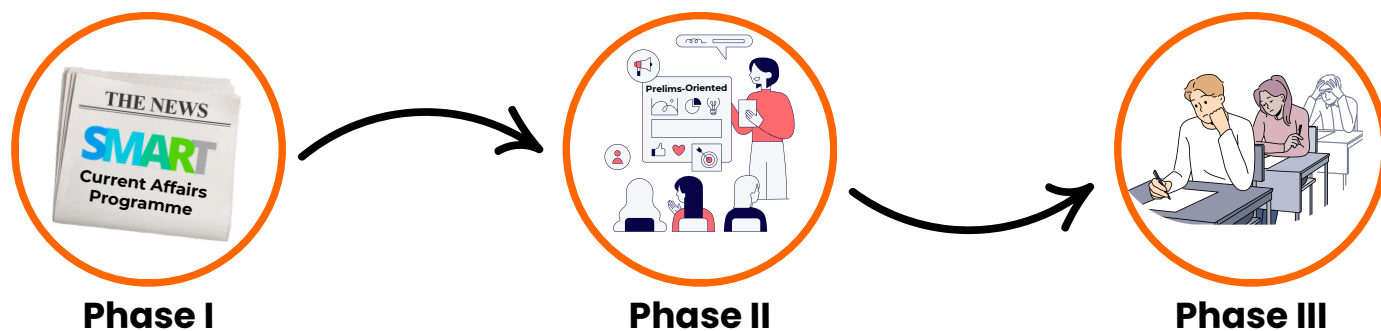 THE NEWS
SMART
Current Affairs
Programme
Prelims-Oriented
Phase I
Phase II
Phase III